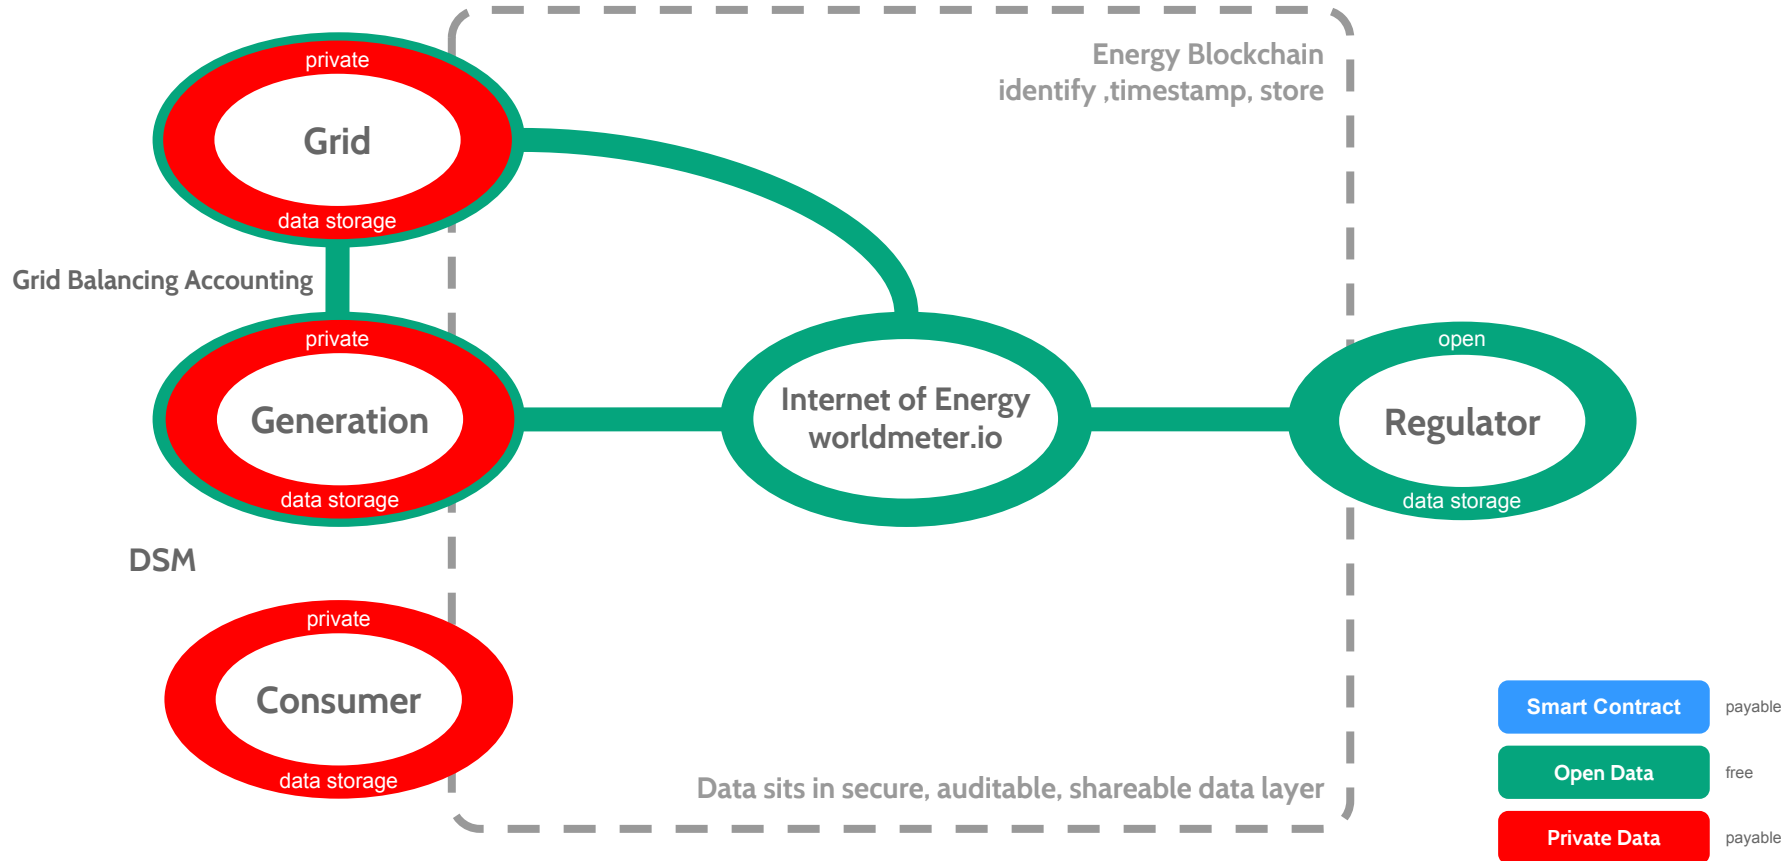 Energy Blockchain
identify ,timestamp, store
private
Grid
data storage
Grid Balancing Accounting
private
Generation
data storage
Internet of Energy
worldmeter.io
open
Regulator
data storage
DSM
private
Consumer
data storage
Data sits in secure, auditable, shareable data layer
Smart Contract payable
Open Data free
Private Data payable